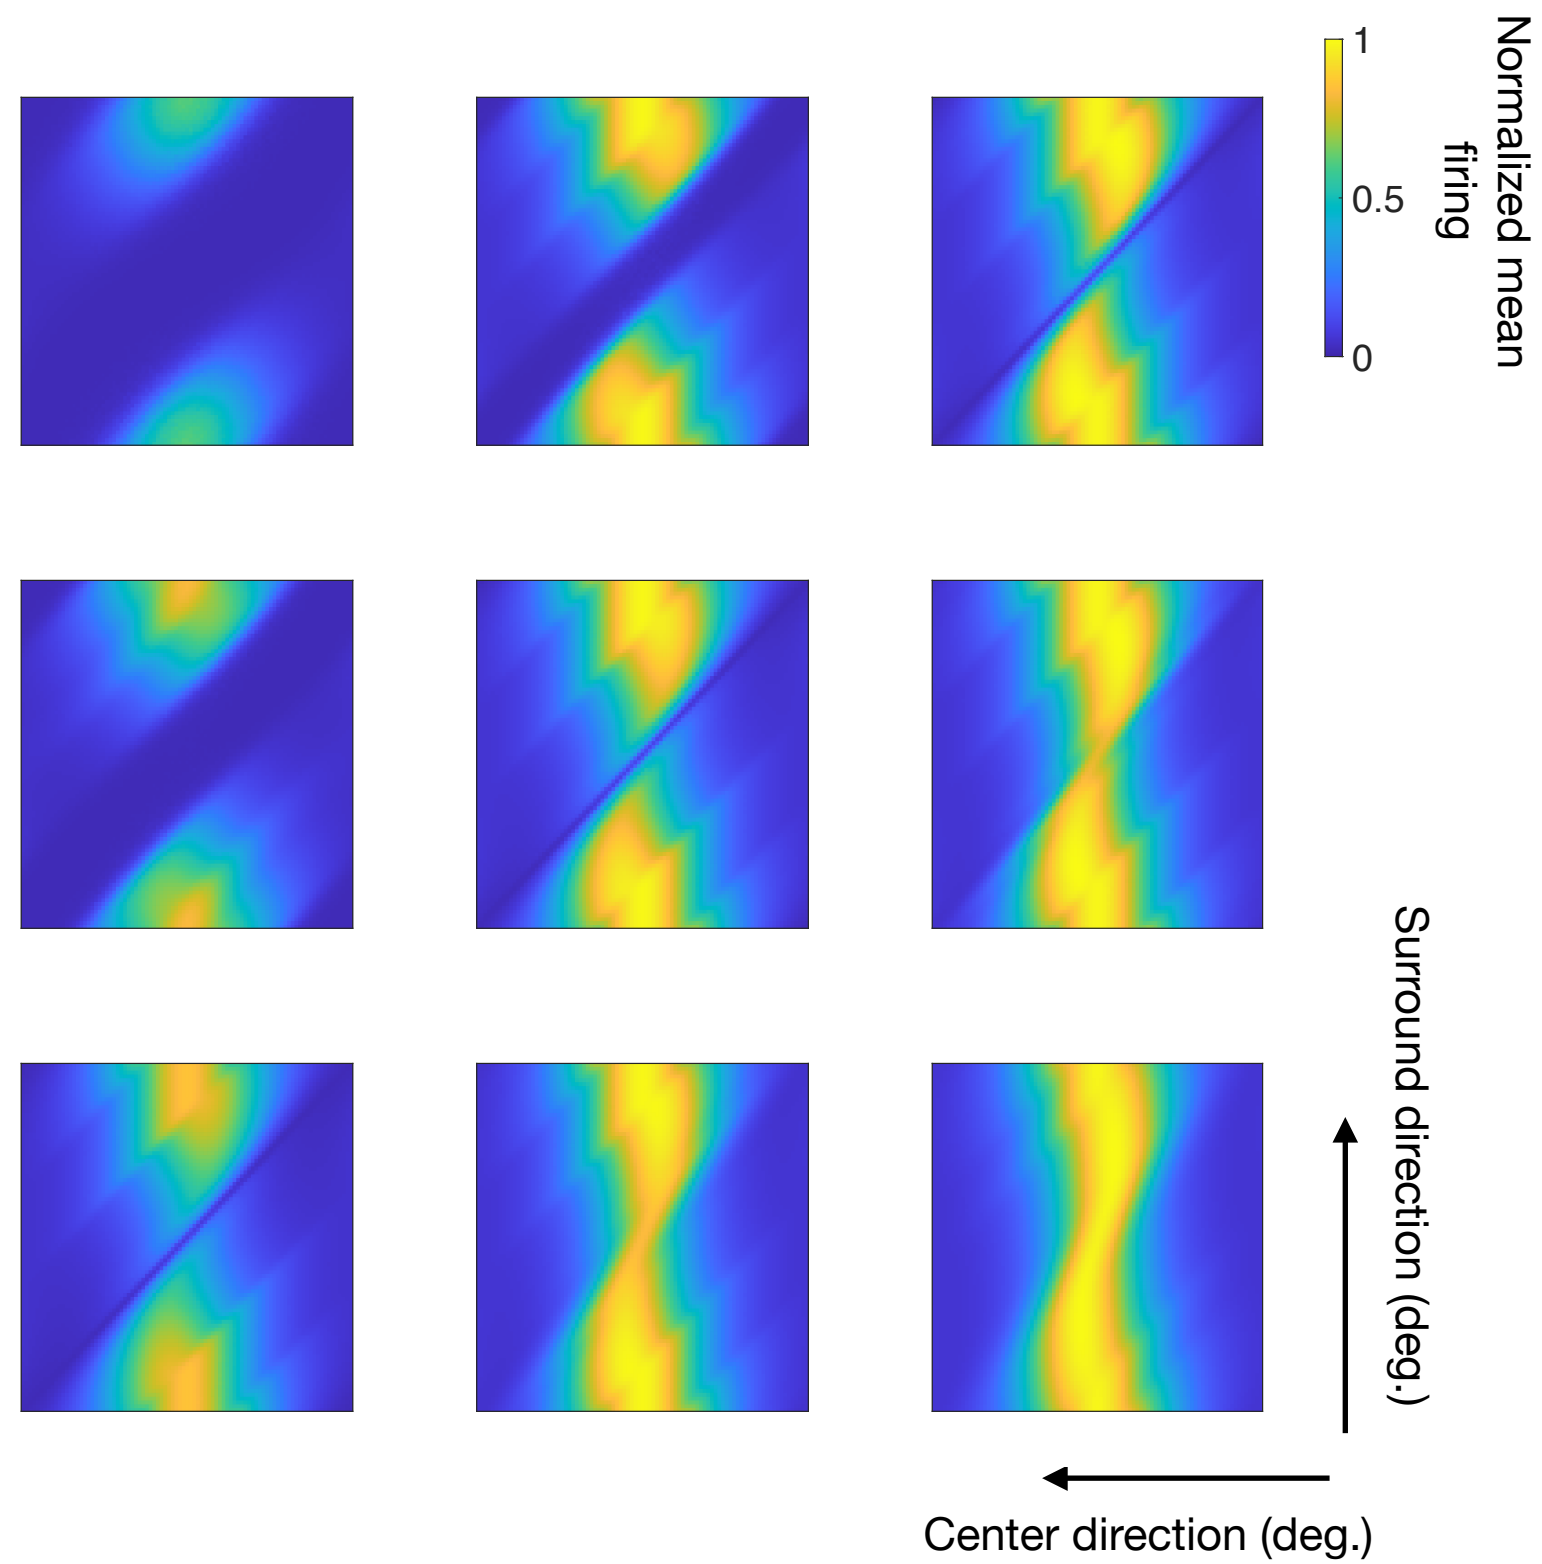 Normalized mean
firing
1
0.5
0
Surround direction (deg.)
Center direction (deg.)